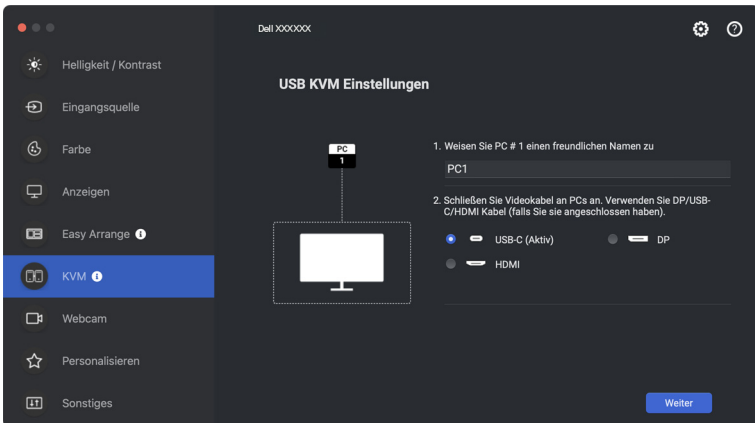 Dell XXXXXX
Helligkeit / Kontrast
Eingangsquelle
Farbe
Anzeigen
Easy Arrange
KVM
Webcam
Personalisieren
Sonstiges
USB KVM Einstellungen
PC
1
1. Weisen Sie PC # 1 einen freundlichen Namen zu
PC1
2. Schließen Sie Videokabel an PCs an. Verwenden Sie DP/USB-
C/HDMI Kabel (falls Sie sie angeschlossen haben).
USB-C (Aktiv)
DP
HDMI
Weiter